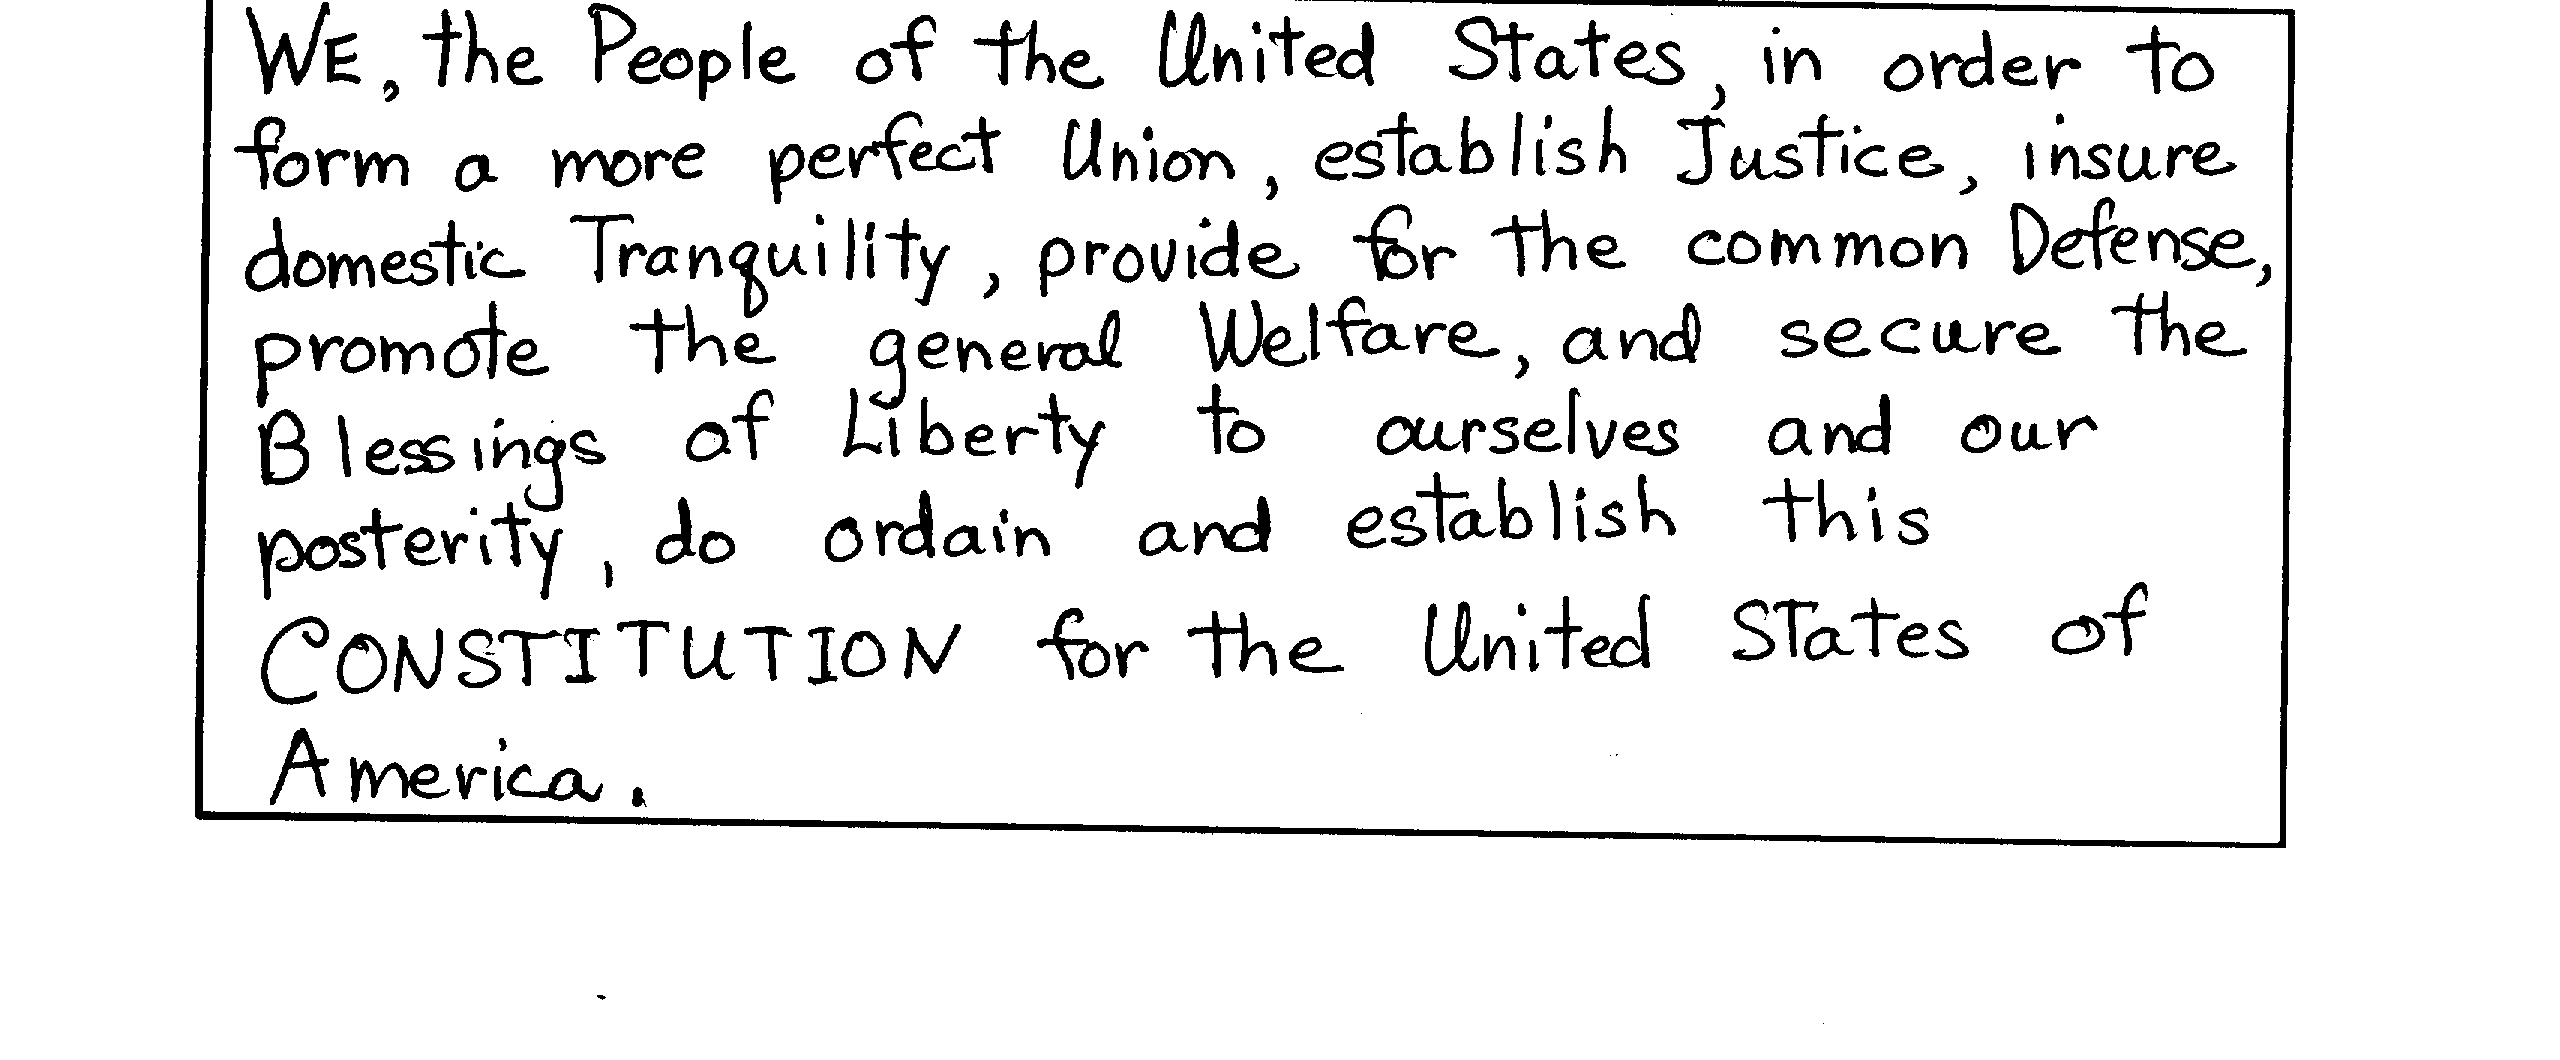 WE, the People of the United States, in order to
form a more perfect Union, establish Justice, insure
domestic Tranquility, provide for the common Defense,
promote the general Welfare, and secure the
Blessings of Liberty to ourselves and our
posterity, do ordain and establish this
CONSTITUTION for the United States of
America.